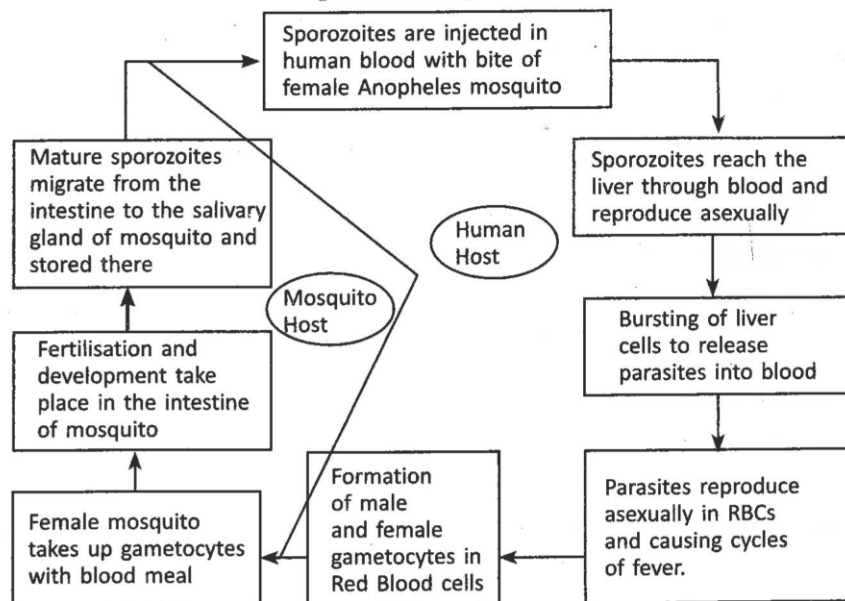 Sporozoites are injected in
human blood with bite of
female Anopheles mosquito
Sporozoites reach the
liver through blood and
reproduce asexually
Bursting of liver
cells to release
parasites into blood
Parasites reproduce
asexually in RBCs
and causing cycles
of fever.
Formation
of male
and female
gametocytes in
Red Blood cells
Female mosquito
takes up gametocytes
with blood meal
Fertilisation and
development take
place in the intestine
of mosquito
Mature sporozoites
migrate from the
intestine to the salivary
gland of mosquito and
stored there
Human
Host
Mosquito
Host